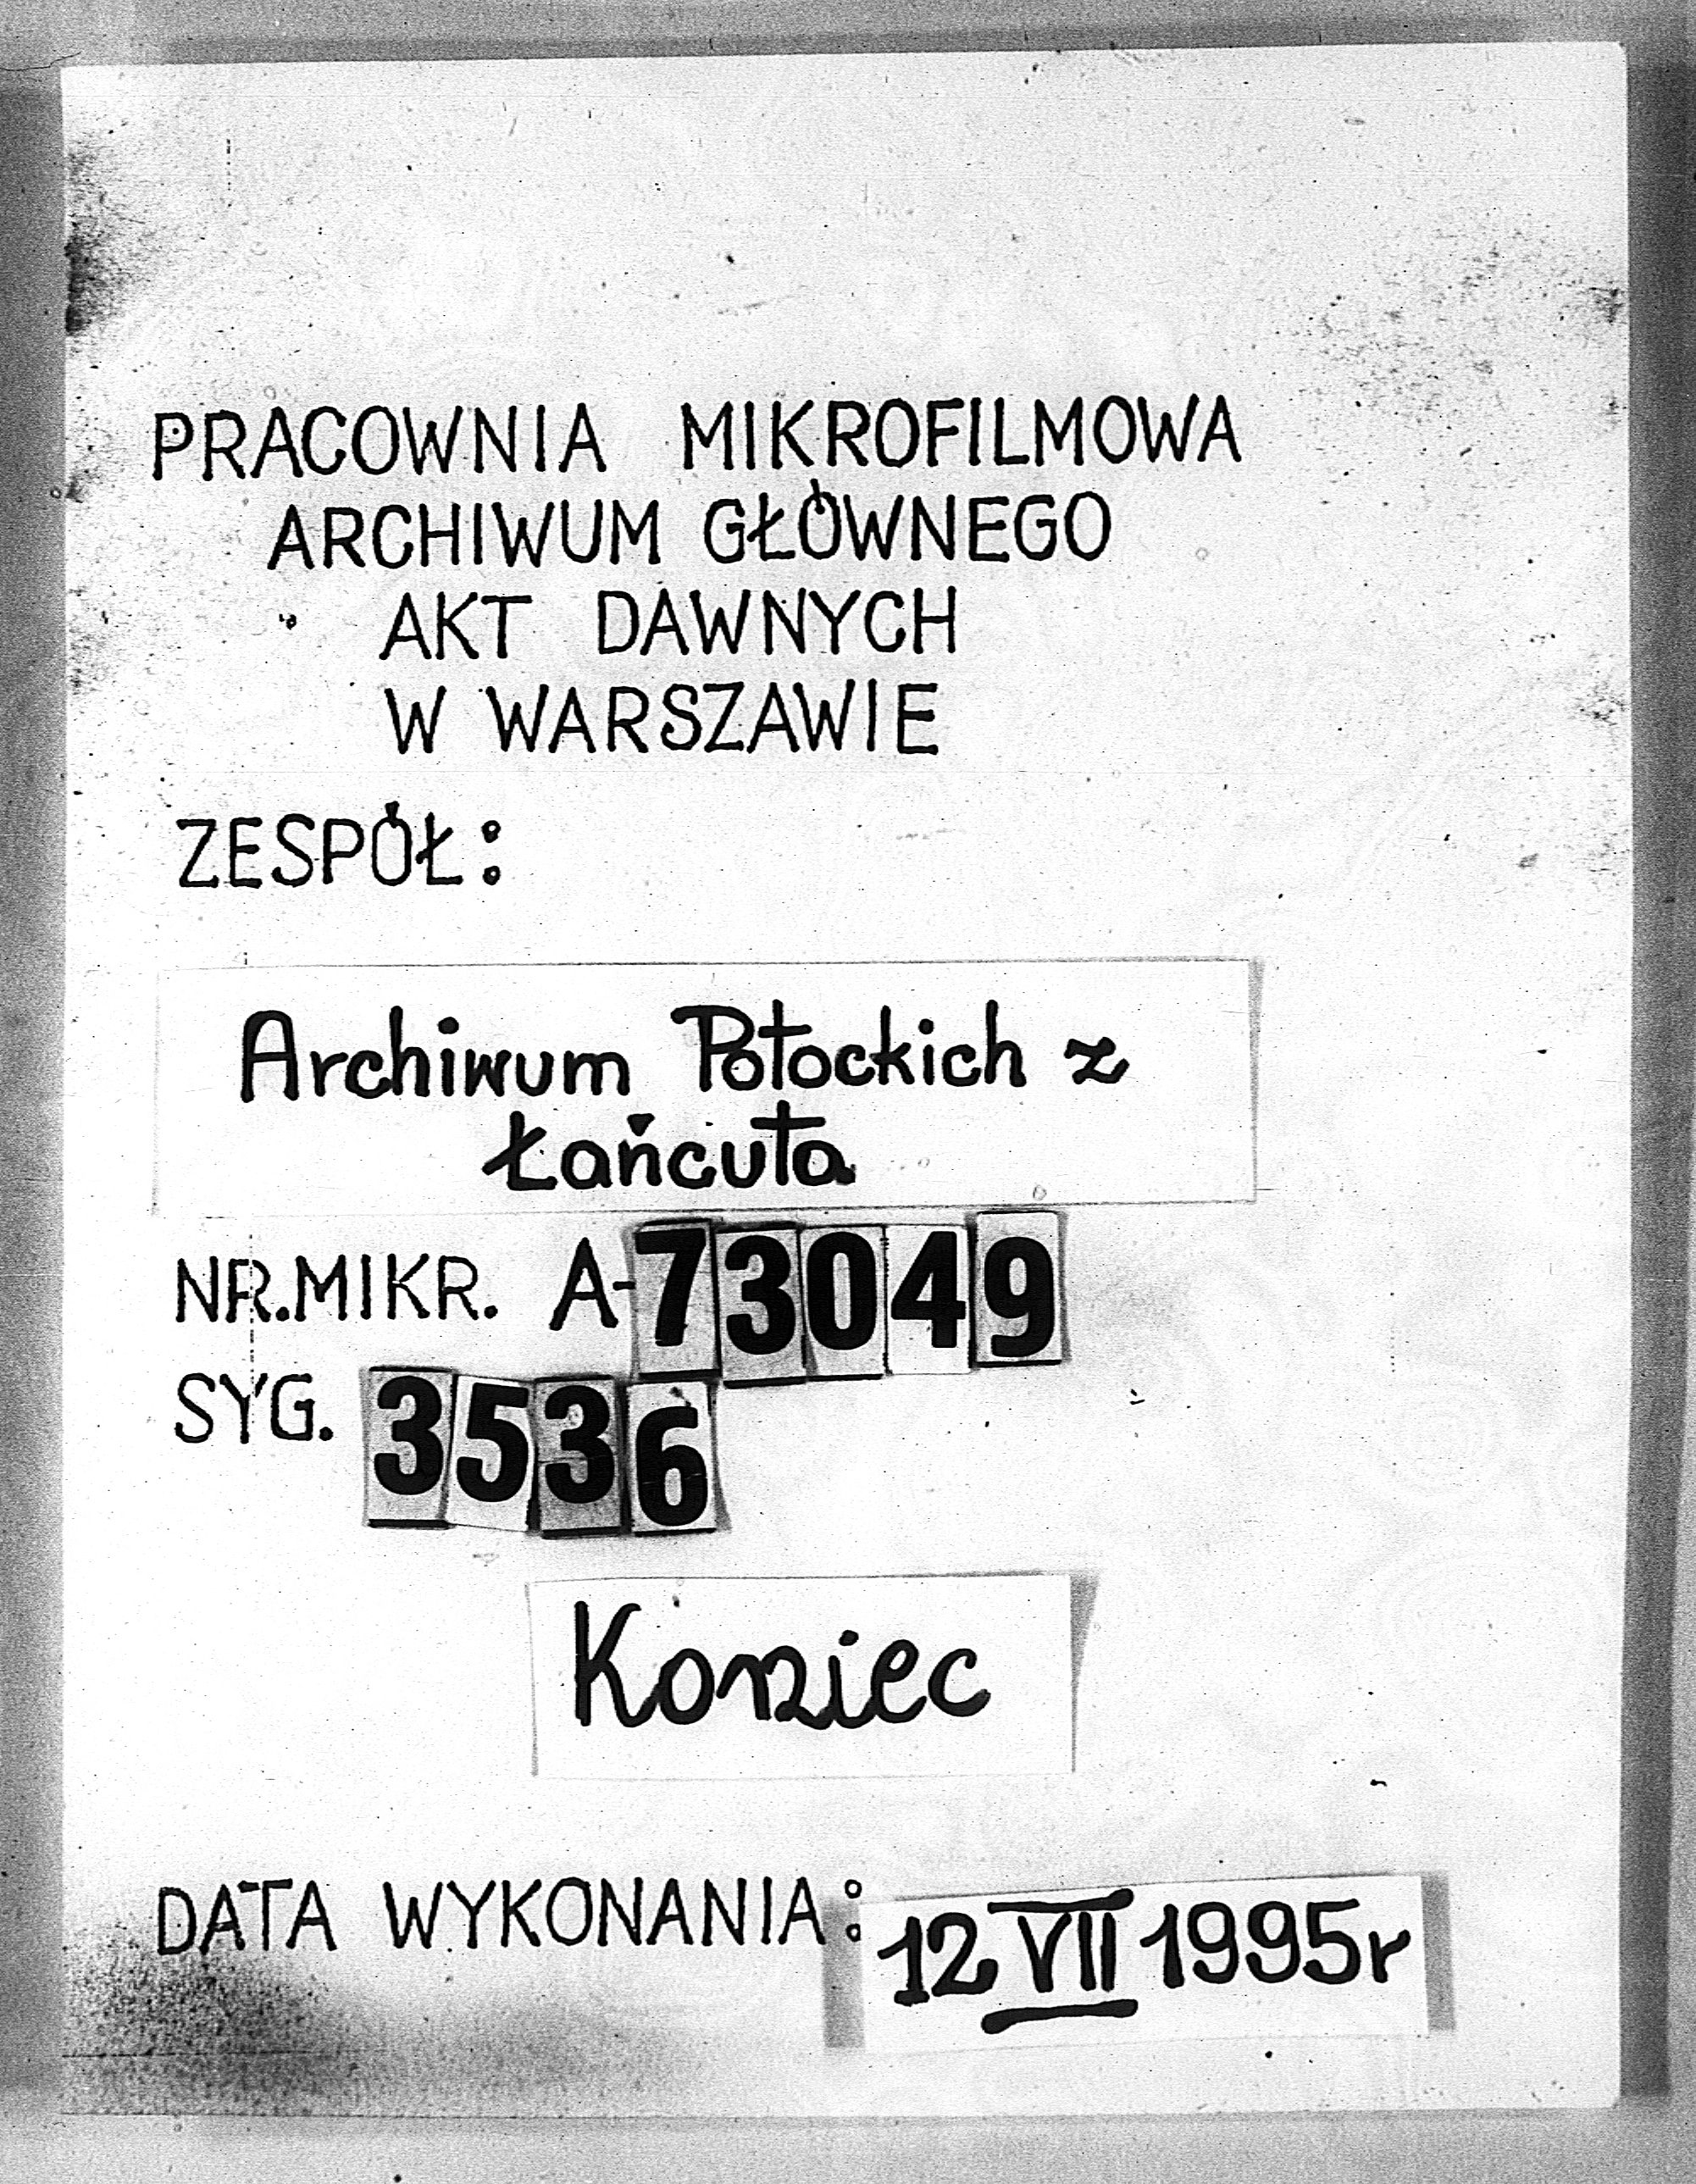 PRACOWNIA MIKROFILMOWA
ARCHIWUM GŁÓWNEGO
AKT DAWNYCH
W WARSZAWIE
ZESPÓŁ:
Archiwum Potockich z
Łańcuta
NR.MIKR. A-73049
SYG. 3536
Koniec
DATA WYKONANIA: 12 VII 1995r